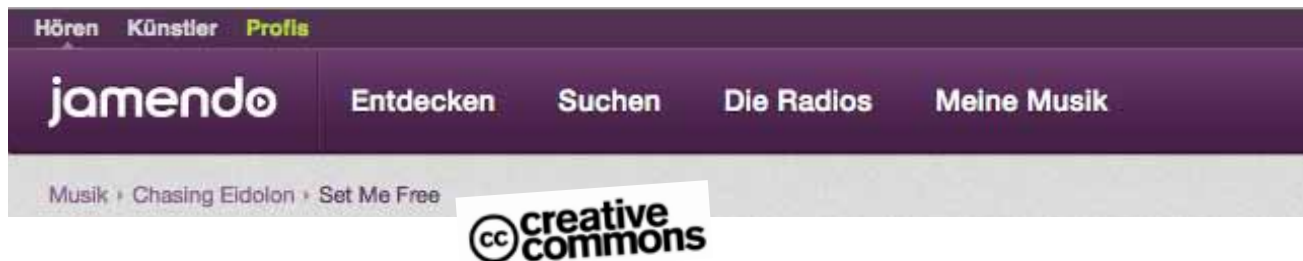 Hören Künstler Profis
jamendo Entdecken Suchen Die Radios Meine Musik
Musik › Chasing Eidolon › Set Me Free
cc creative
commons